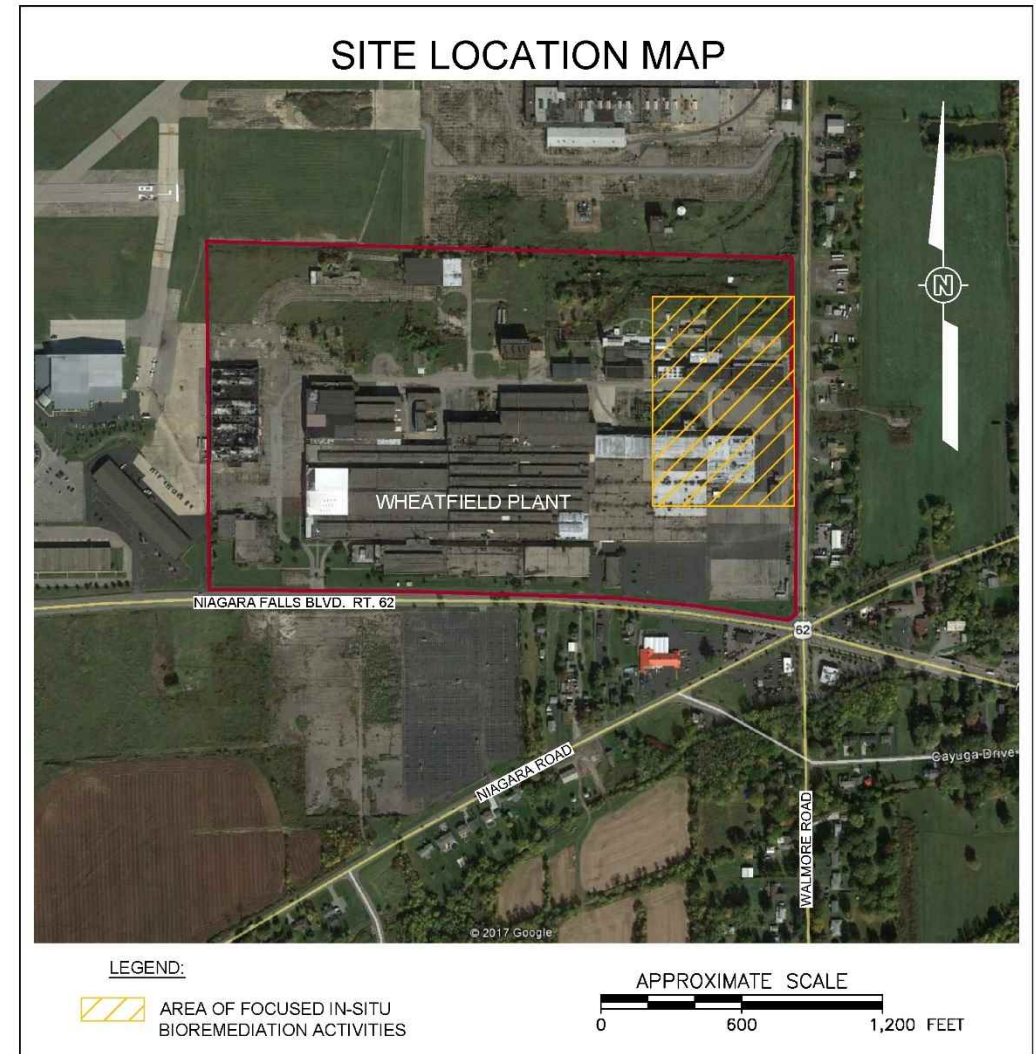 SITE LOCATION MAP
28L
N
WHEATFIELD PLANT
NIAGARA FALLS BLVD. RT. 62
62
NIAGARA ROAD
Cayuga Drive
WALMORE ROAD
© 2017 Google
LEGEND:
AREA OF FOCUSED IN-SITU
BIOREMEDIATION ACTIVITIES
APPROXIMATE SCALE
0 600 1,200 FEET